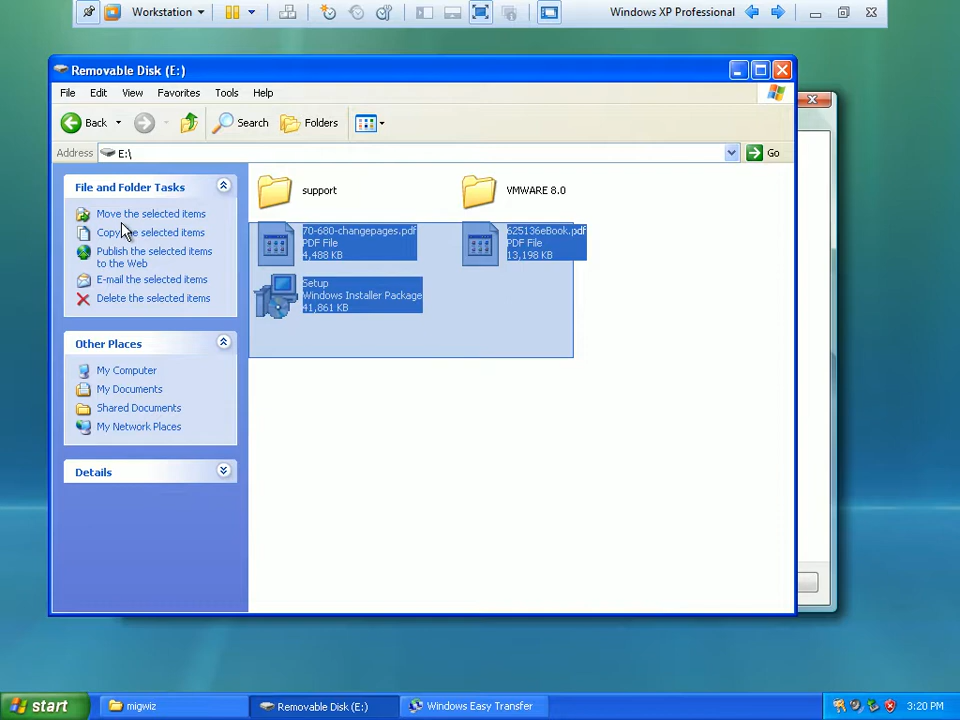 Workstation
Windows XP Professional
Removable Disk (E:)
File Edit View Favorites Tools Help
Back Search Folders
Address E:\ Go
File and Folder Tasks
Move the selected items
Copy the selected items
Publish the selected items
to the Web
E-mail the selected items
Delete the selected items
Other Places
My Computer
My Documents
Shared Documents
My Network Places
Details
support
VMWARE 8.0
70-680-changepages.pdf
PDF File
4,488 KB
625136eBook.pdf
PDF File
13,198 KB
Setup
Windows Installer Package
41,861 KB
start migwiz Removable Disk (E:) Windows Easy Transfer 3:20 PM